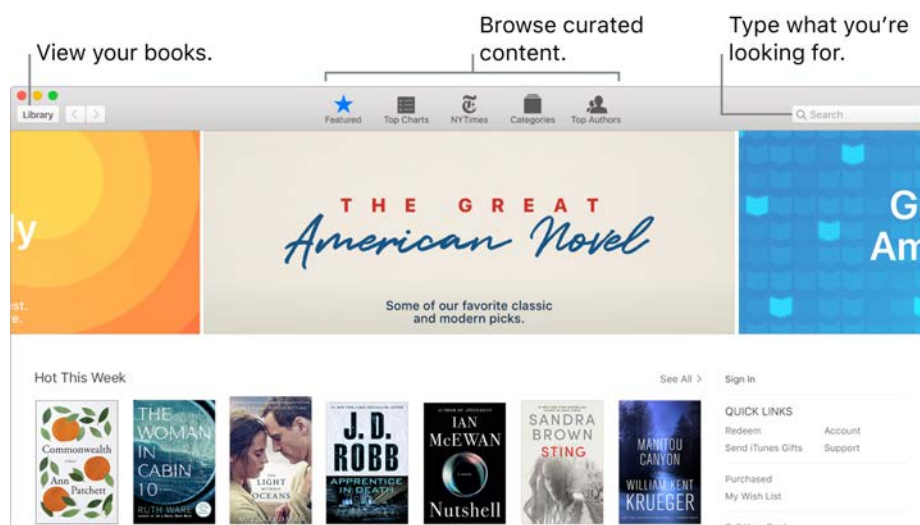 View your books.
Browse curated
content.
Type what you're
looking for.
Library
Featured
Top Charts
NYTimes
Categories
Top Authors
Search
ly
est.
e.
THE GREAT
American Novel
Some of our favorite classic
and modern picks.
G
Am
Hot This Week
See All >
Commonwealth
Ann
Patchett
THE
WOMAN
IN
CABIN
10
RUTH WARE
THE
LIGHT
BETWEEN
OCEANS
J. D.
ROBB
APPRENTICE
IN DEATH
IAN
McEWAN
Nutshell
SANDRA
BROWN
STING
MANITOU
CANYON
WILLIAM KENT
KRUEGER
Sign In
QUICK LINKS
Redeem
Account
Send iTunes Gifts
Support
Purchased
My Wish List